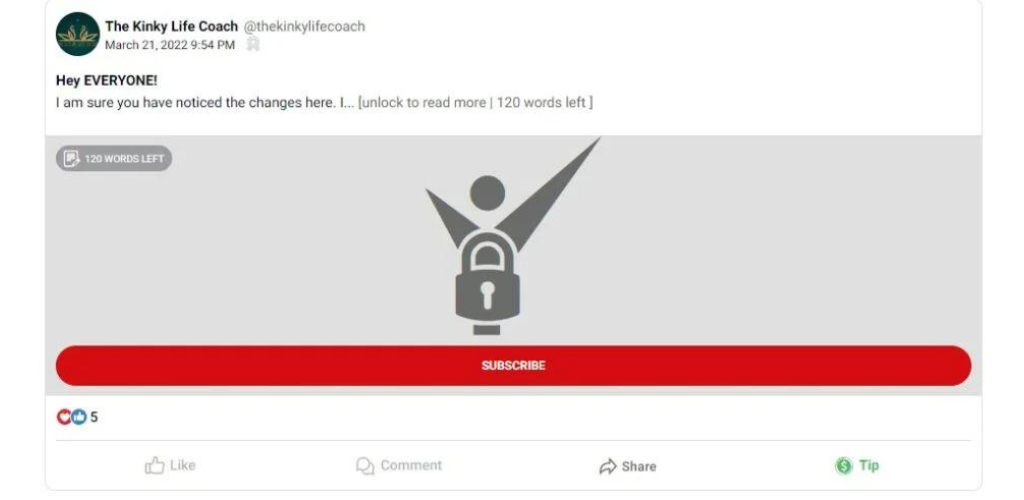 The Kinky Life Coach @thekinkylifecoach
March 21, 2022 9:54 PM
Hey EVERYONE!
I am sure you have noticed the changes here. I... [unlock to read more | 120 words left ]
120 WORDS LEFT
SUBSCRIBE
5
Like
Comment
Share
Tip